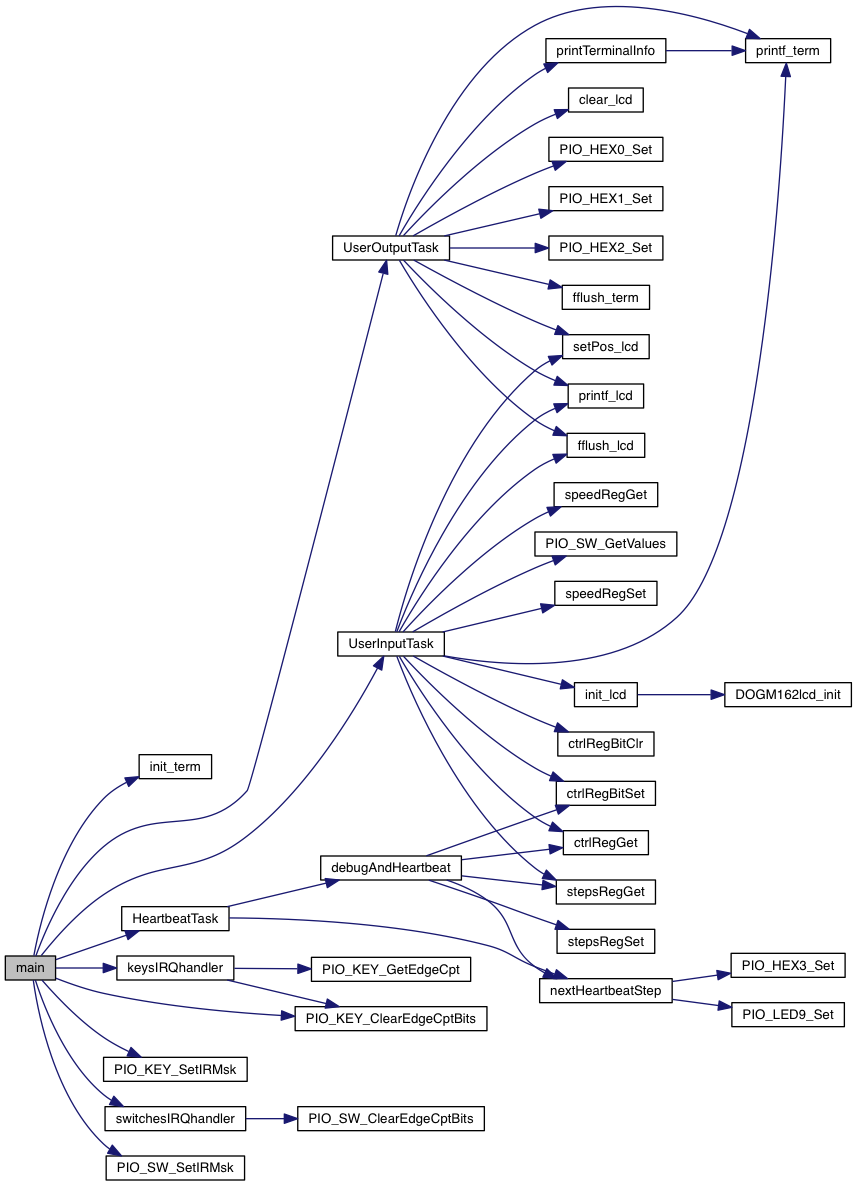 printTerminalInfo
printf_term
clear_lcd
PIO_HEX0_Set
PIO_HEX1_Set
UserOutputTask
PIO_HEX2_Set
fflush_term
setPos_lcd
printf_lcd
fflush_lcd
speedRegGet
PIO_SW_GetValues
speedRegSet
UserInputTask
init_lcd
DOGM162lcd_init
ctrlRegBitClr
init_term
ctrlRegBitSet
ctrlRegGet
debugAndHeartbeat
stepsRegGet
HeartbeatTask
stepsRegSet
main
keysIRQhandler
PIO_KEY_GetEdgeCpt
PIO_HEX3_Set
nextHeartbeatStep
PIO_KEY_ClearEdgeCptBits
PIO_LED9_Set
PIO_KEY_SetIRMsk
switchesIRQhandler
PIO_SW_ClearEdgeCptBits
PIO_SW_SetIRMsk